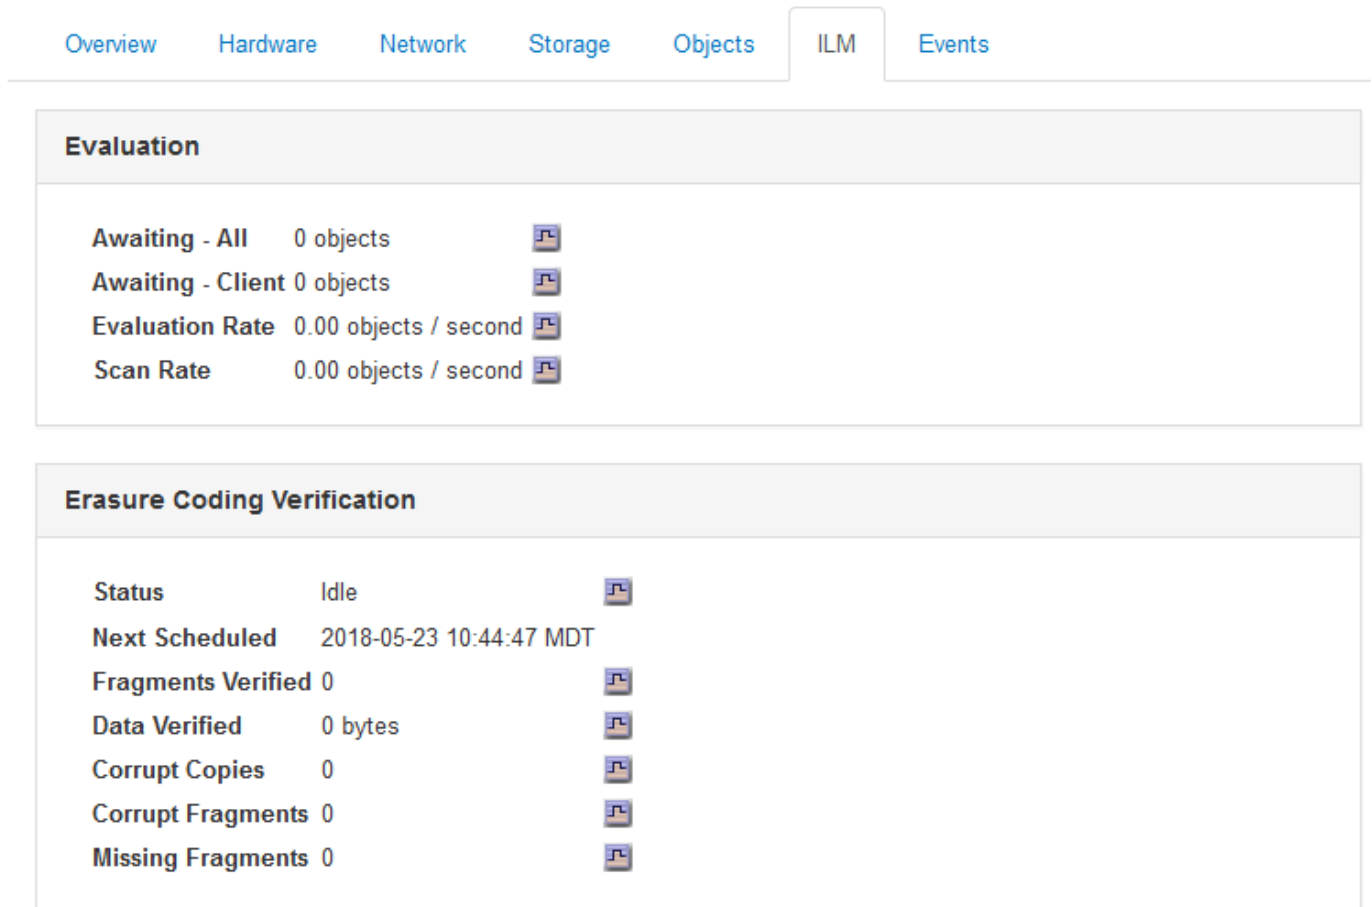 Overview Hardware Network Storage Objects ILM Events
Evaluation
Awaiting - All 0 objects
Awaiting - Client 0 objects
Evaluation Rate 0.00 objects / second
Scan Rate 0.00 objects / second
Erasure Coding Verification
Status Idle
Next Scheduled 2018-05-23 10:44:47 MDT
Fragments Verified 0
Data Verified 0 bytes
Corrupt Copies 0
Corrupt Fragments 0
Missing Fragments 0